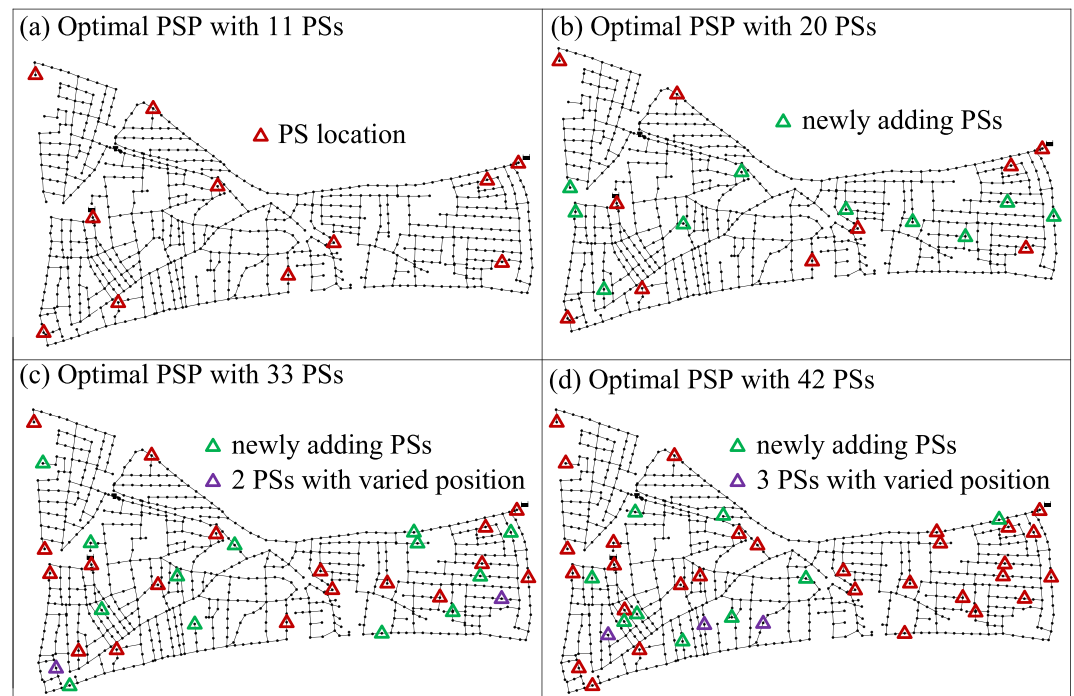 (a) Optimal PSP with 11 PSs
PS location
(b) Optimal PSP with 20 PSs
newly adding PSs
(c) Optimal PSP with 33 PSs
newly adding PSs
2 PSs with varied position
(d) Optimal PSP with 42 PSs
newly adding PSs
3 PSs with varied position